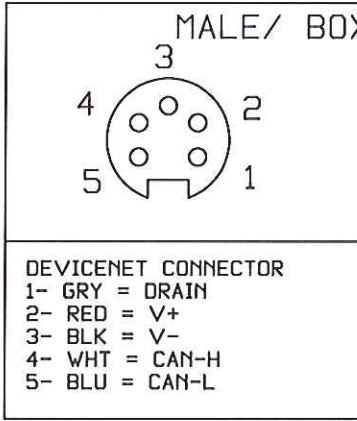 MALE/ BOX
3
4 2
5 1
DEVICENET CONNECTOR
1- GRY = DRAIN
2- RED = V+
3- BLK = V-
4- WHT = CAN-H
5- BLU = CAN-L